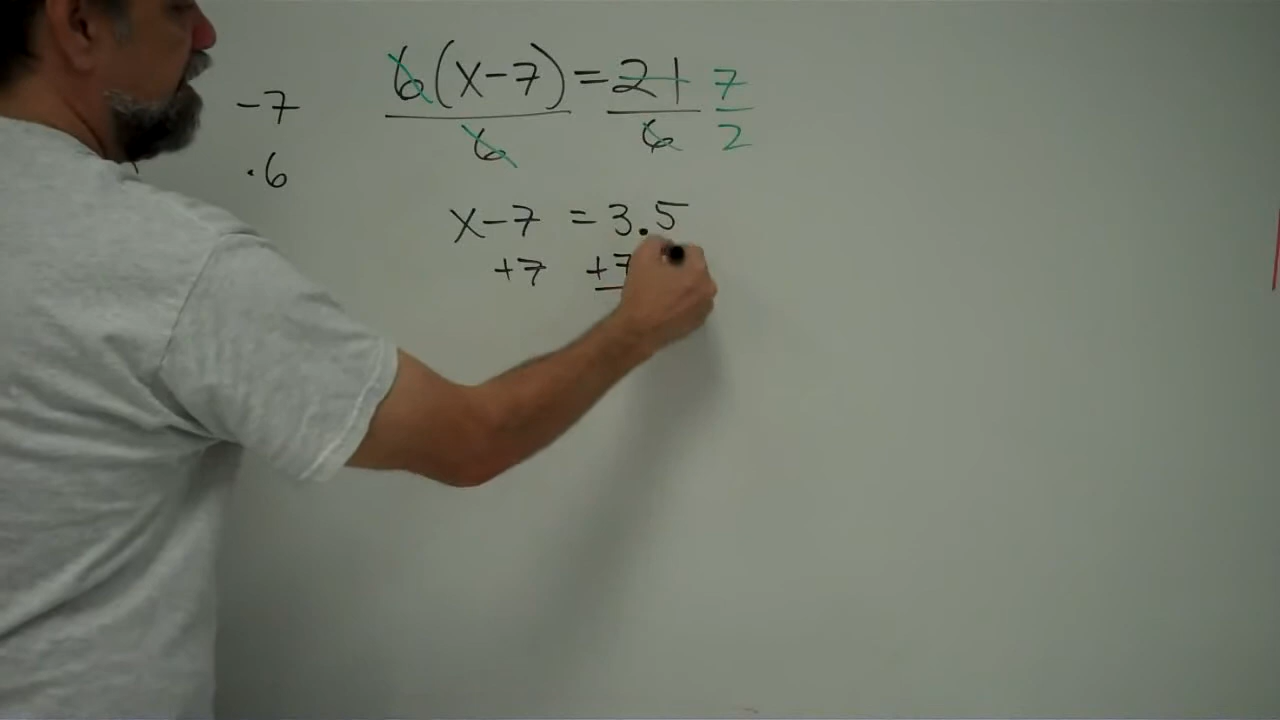 -7
·6
6(x-7) = 21 7
6 6 2
x-7 = 3.5
+7 +7